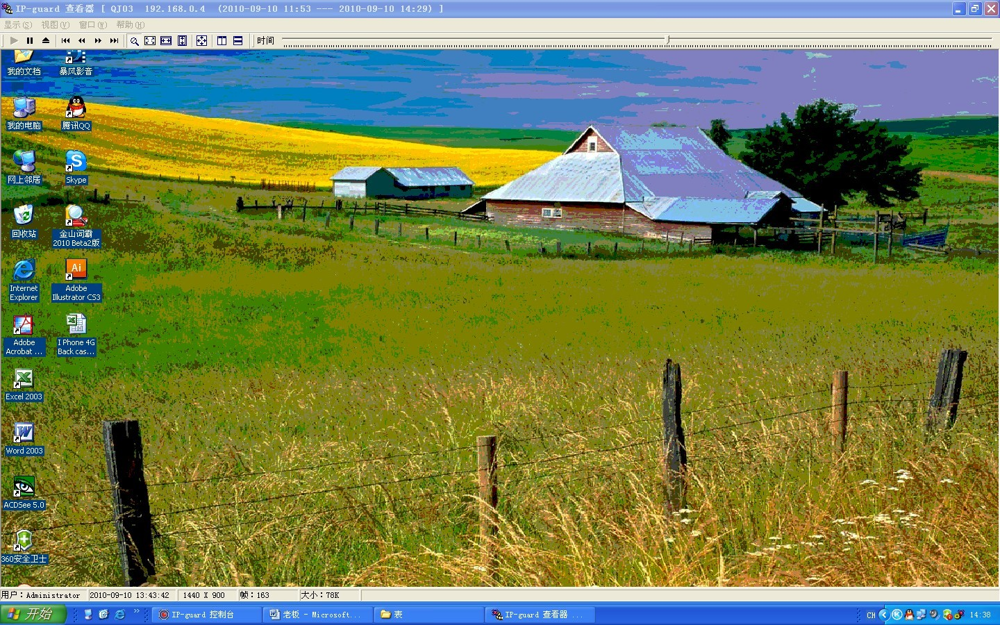 IP-guard 查看器 [ QJ03 192.168.0.4 (2010-09-10 11:53 --- 2010-09-10 14:29) ]
显示(S) 视图(V) 窗口(W) 帮助(H)
时间
我的文档
暴风影音
我的电脑
腾讯QQ
网上邻居
Skype
回收站
金山词霸
2010 Beta2版
Internet
Explorer
Ai
Adobe
Illustrator CS3
Adobe
Acrobat ...
I Phone 4G
Back cas...
Excel 2003
Word 2003
ACDSee 5.0
360安全卫士
用户：Administrator 2010-09-10 13:43:42 1440 X 900 帧：163 大小：78K
开始 IP-guard 控制台 老板 - Microsoft... 表 IP-guard 查看器 ... CH 14:38